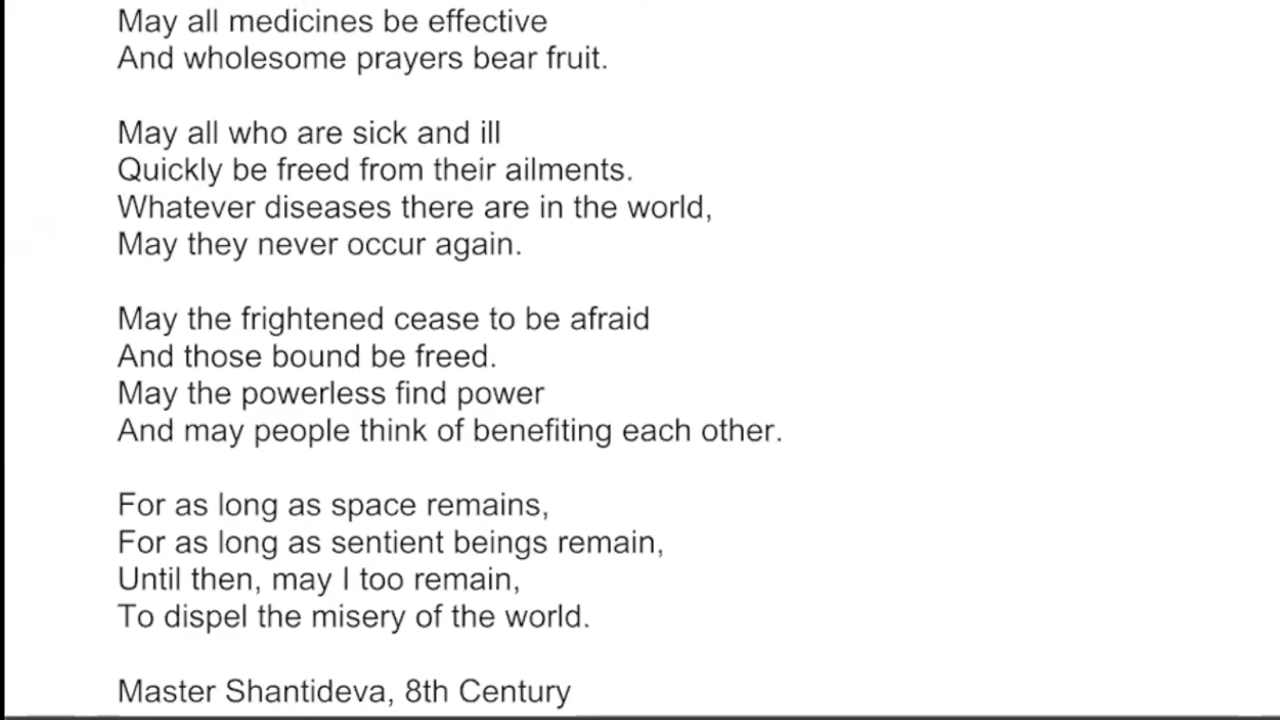 May all medicines be effective
And wholesome prayers bear fruit.
May all who are sick and ill
Quickly be freed from their ailments.
Whatever diseases there are in the world,
May they never occur again.
May the frightened cease to be afraid
And those bound be freed.
May the powerless find power
And may people think of benefiting each other.
For as long as space remains,
For as long as sentient beings remain,
Until then, may I too remain,
To dispel the misery of the world.
Master Shantideva, 8th Century